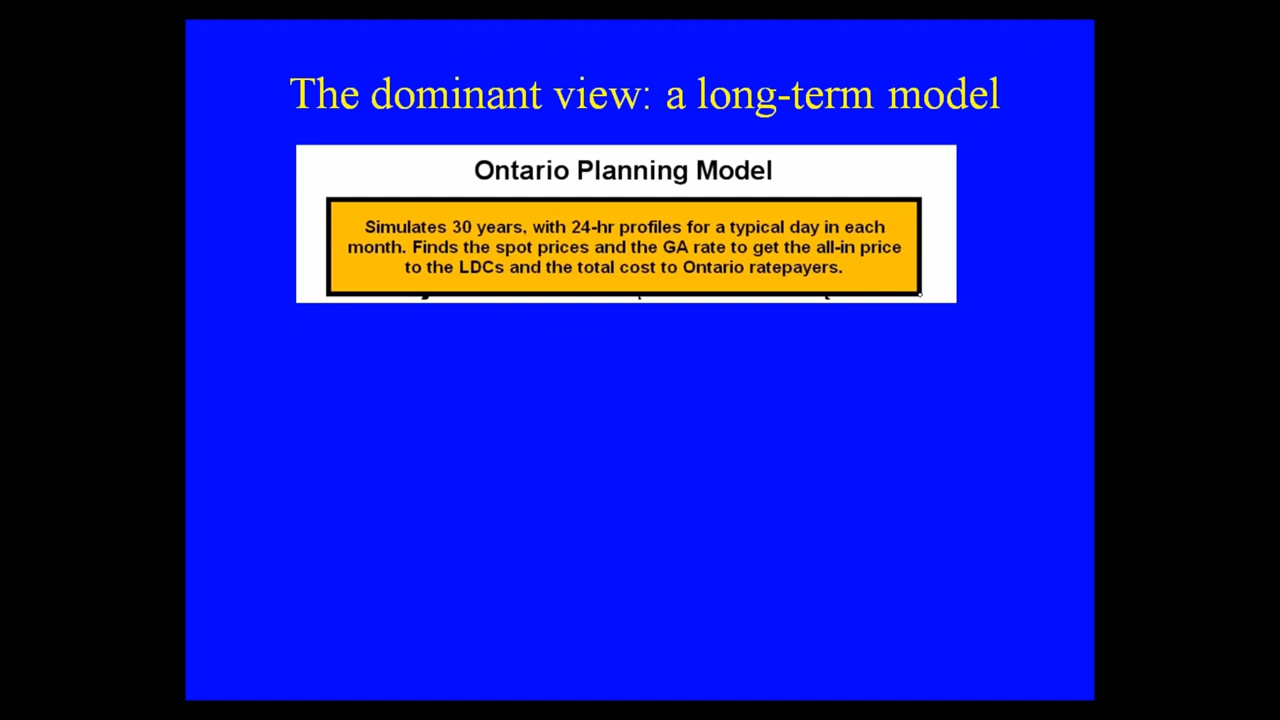 The dominant view: a long-term model
Ontario Planning Model
Simulates 30 years, with 24-hr profiles for a typical day in each
month. Finds the spot prices and the GA rate to get the all-in price
to the LDCs and the total cost to Ontario ratepayers.